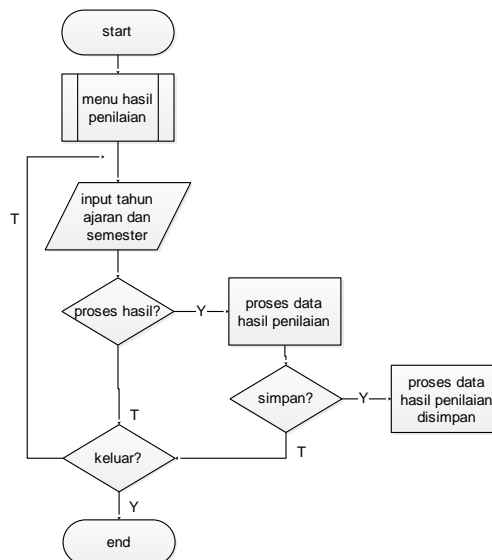 start
menu hasil
penilaian
T
input tahun
ajaran dan
semester
proses hasil?
Y
proses data
hasil penilaian
simpan?
Y
proses data
hasil penilaian
disimpan
T
T
keluar?
Y
end